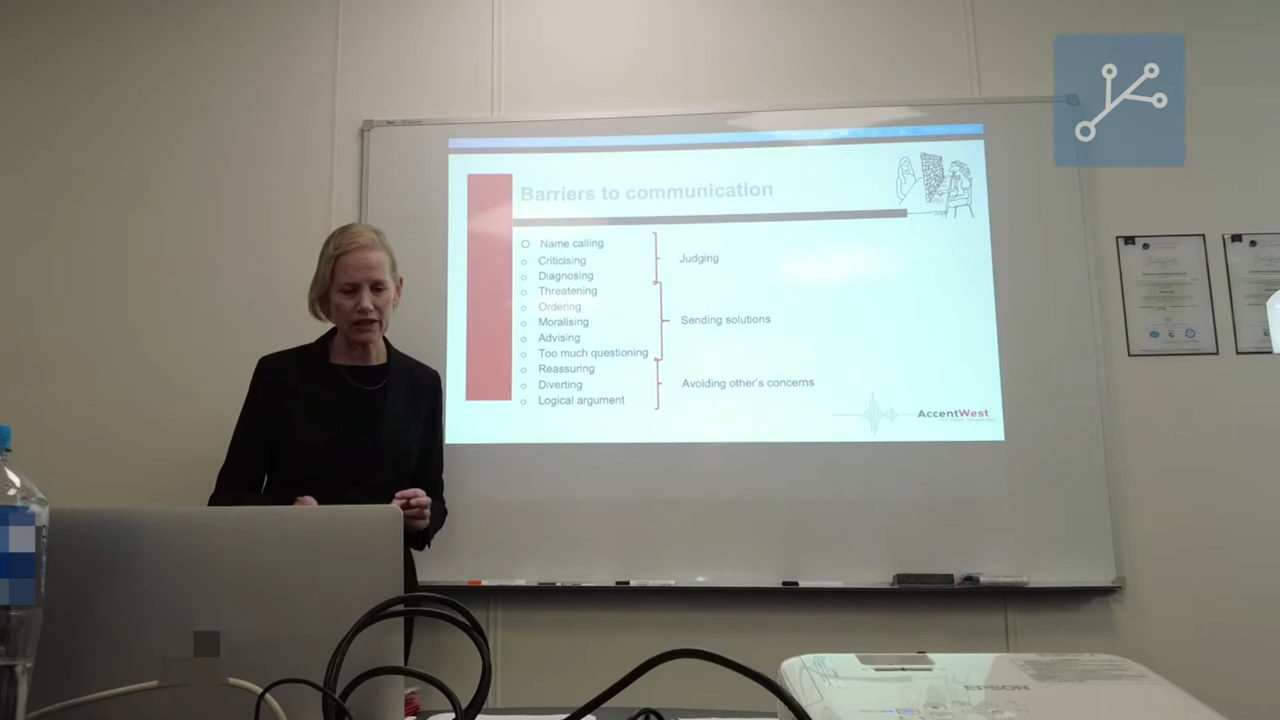 Barriers to communication
Name calling
Criticising
Diagnosing
Threatening
Ordering
Moralising
Advising
Too much questioning
Reassuring
Diverting
Logical argument
Judging
Sending solutions
Avoiding other's concerns
AccentWest
EPSON